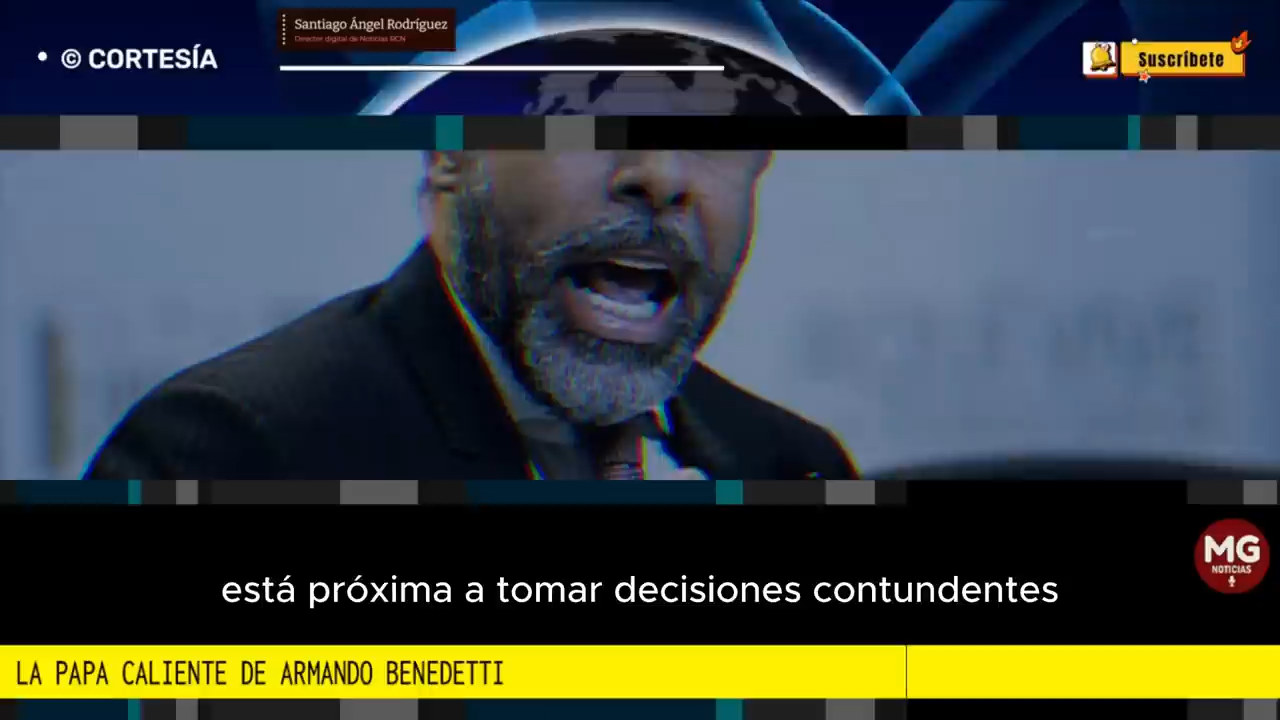 Santiago Ángel Rodríguez
Director digital de Noticias RCN
• © CORTESÍA
Suscríbete
MG
NOTICIAS
está próxima a tomar decisiones contundentes
LA PAPA CALIENTE DE ARMANDO BENEDETTI